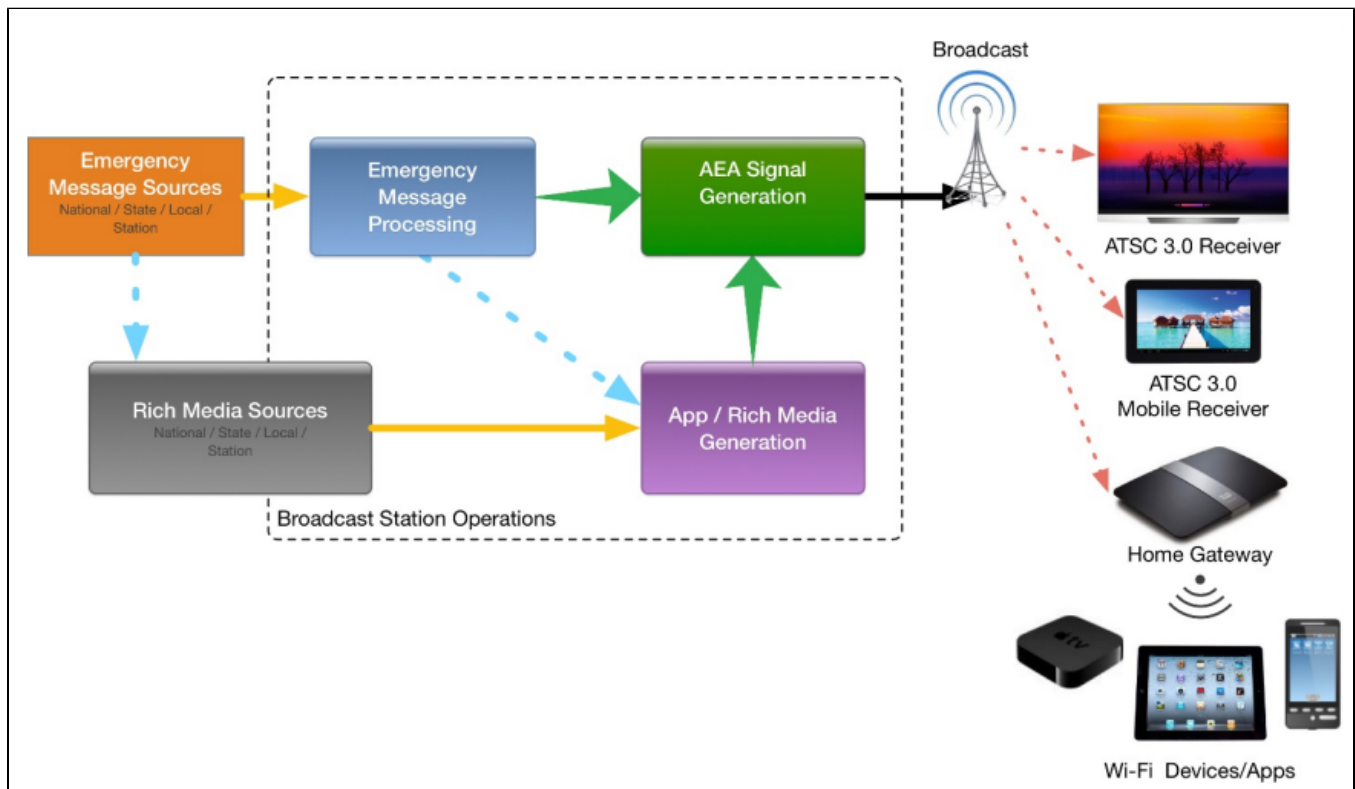 Broadcast
Emergency
Message Sources
National / State / Local /
Station
Emergency
Message
Processing
AEA Signal
Generation
ATSC 3.0 Receiver
Rich Media Sources
National / State / Local /
Station
App / Rich Media
Generation
ATSC 3.0
Mobile Receiver
Broadcast Station Operations
Home Gateway
tv
Wi-Fi Devices/Apps